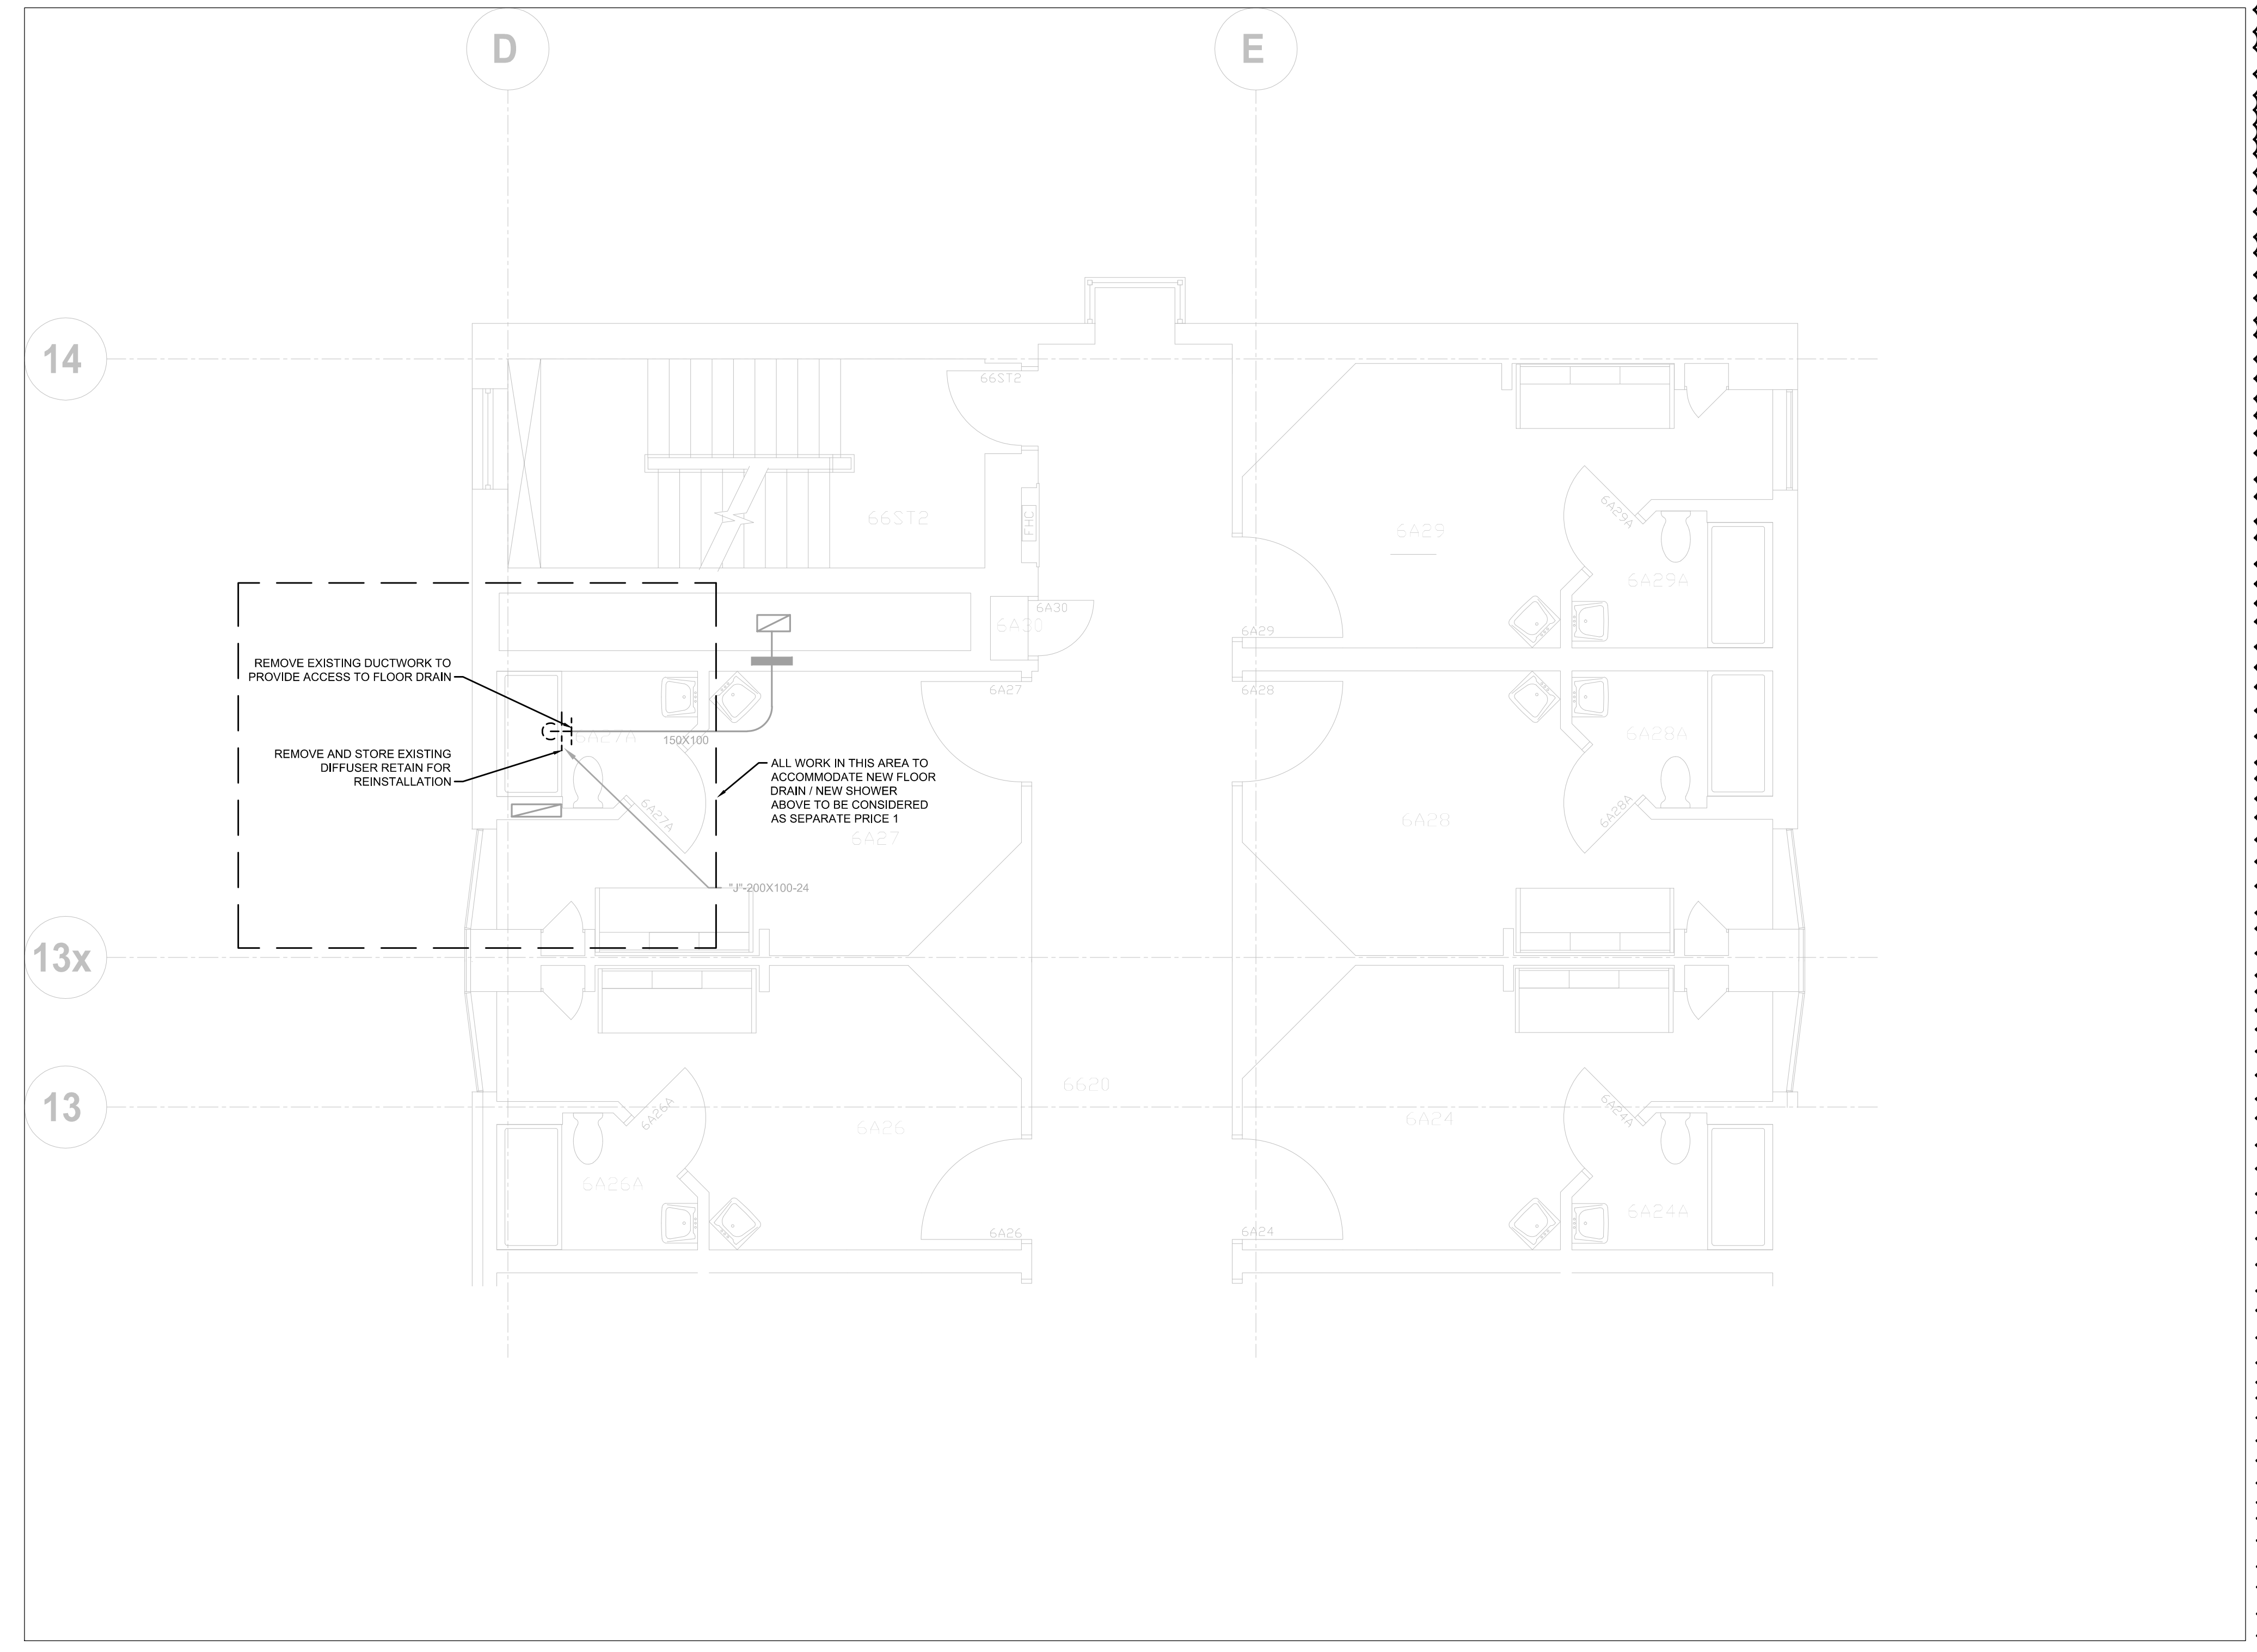 D
E
14
66ST2
66ST2
FHC
6A29
6A29A
6A29A
6A30
6A30
6A29
REMOVE EXISTING DUCTWORK TO
PROVIDE ACCESS TO FLOOR DRAIN
6A27
6A28
6A27A
150X100
6A28A
REMOVE AND STORE EXISTING
DIFFUSER RETAIN FOR
REINSTALLATION
ALL WORK IN THIS AREA TO
ACCOMMODATE NEW FLOOR
DRAIN / NEW SHOWER
ABOVE TO BE CONSIDERED
AS SEPARATE PRICE 1
6A27A
6A28A
6A27
6A28
"J"-200X100-24
13x
6620
13
6A26A
6A24A
6A26
6A24
6A26A
6A24A
6A26
6A24